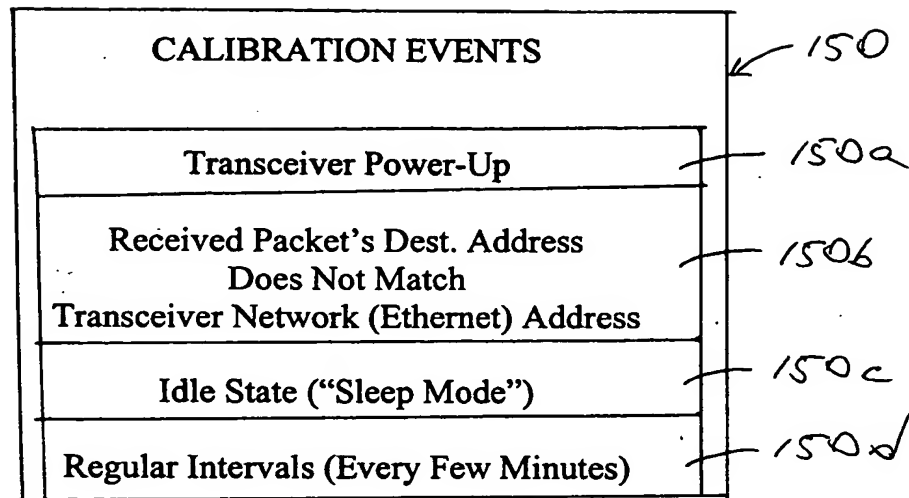 CALIBRATION EVENTS
150
Transceiver Power-Up
150a
Received Packet's Dest. Address
Does Not Match
Transceiver Network (Ethernet) Address
150b
Idle State ("Sleep Mode")
150c
Regular Intervals (Every Few Minutes)
150d